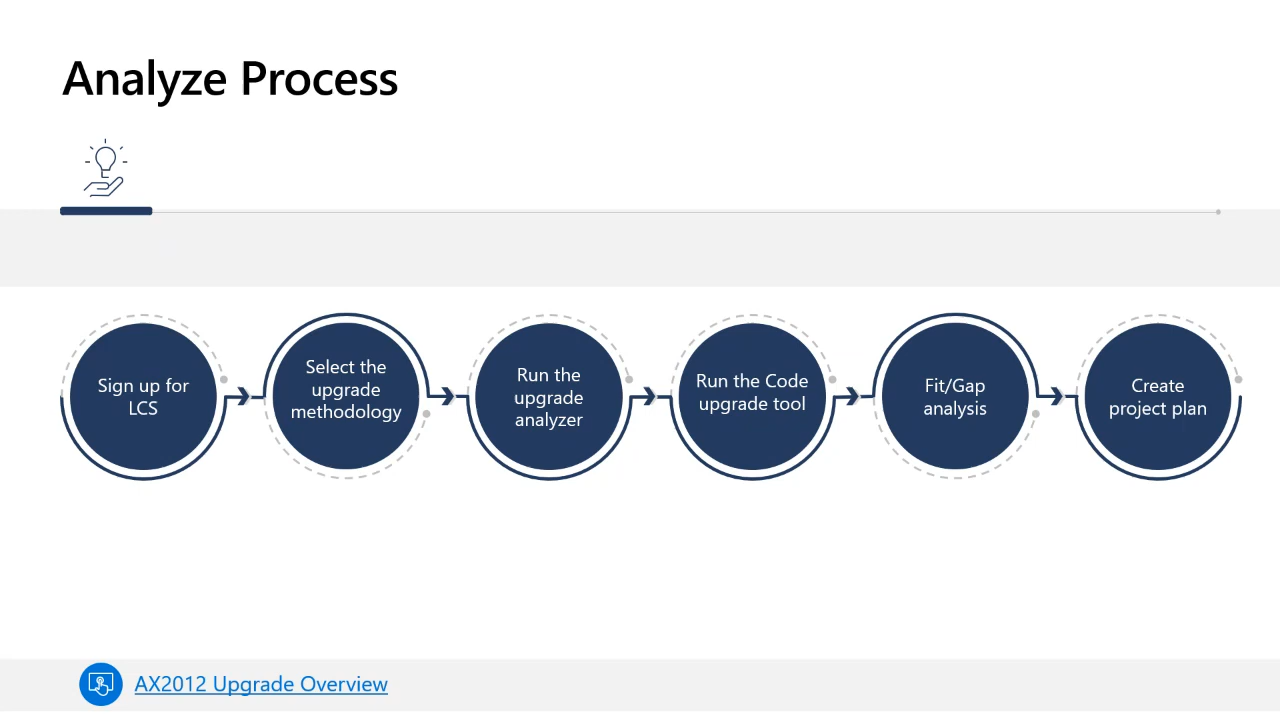 Analyze Process
Sign up for
LCS
Select the
upgrade
methodology
Run the
upgrade
analyzer
Run the Code
upgrade tool
Fit/Gap
analysis
Create
project plan
AX2012 Upgrade Overview